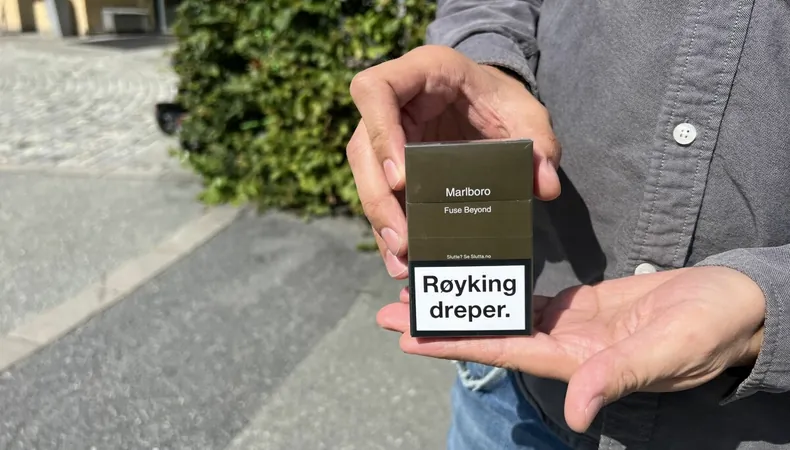 Marlboro
Fuse Beyond
Slutte? Se Slutta.no
Røyking
dreper.